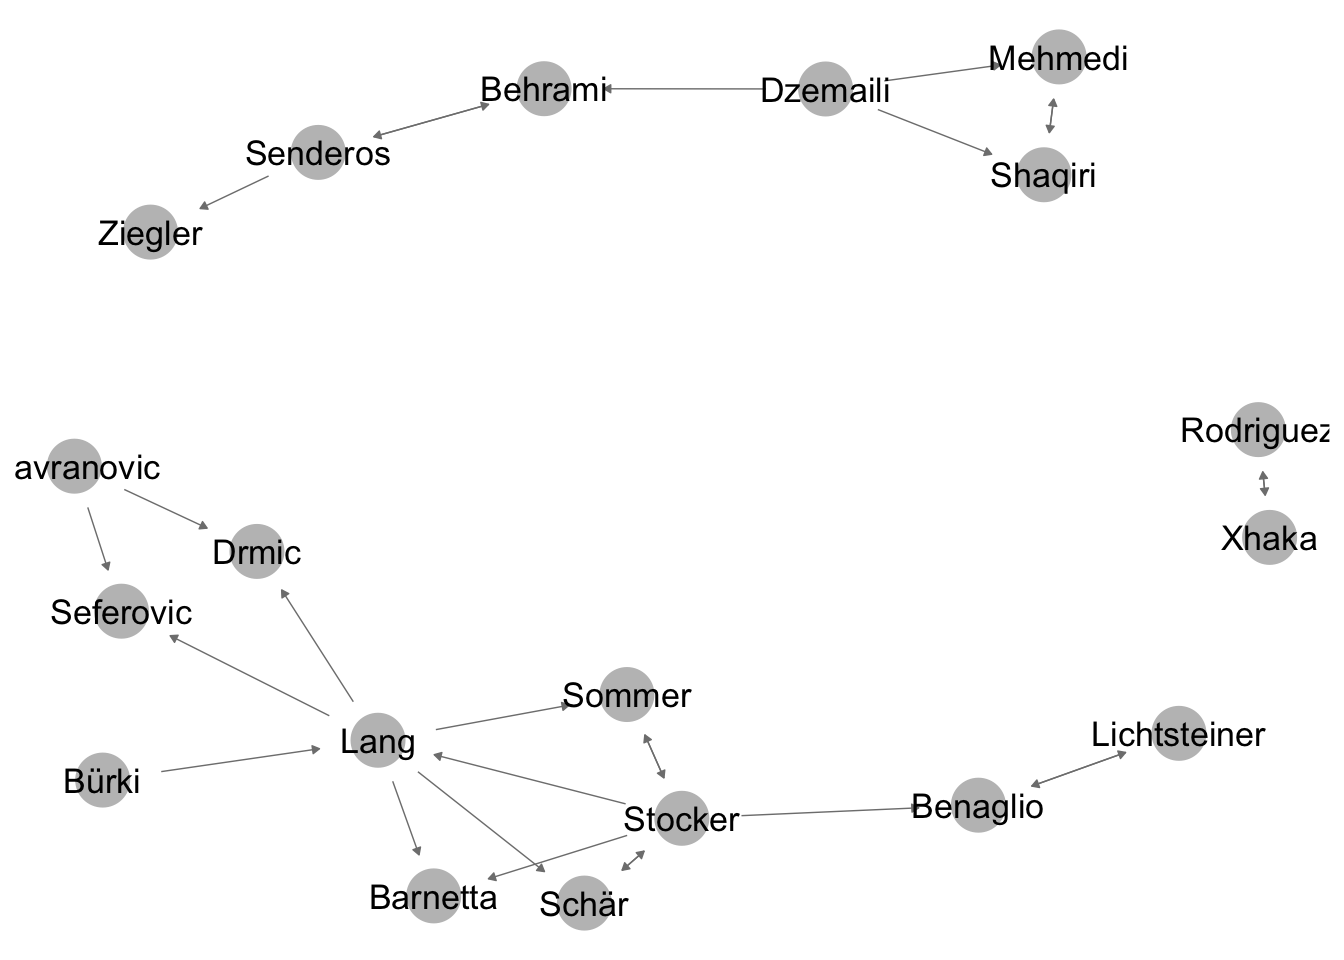 Mehmedi
Behrami
Dzemaili
Senderos
Shaqiri
Ziegler
Rodriguez
avranovic
Xhaka
Drmic
Seferovic
Sommer
Lichtsteiner
Lang
Bürki
Benaglio
Stocker
Barnetta
Schär